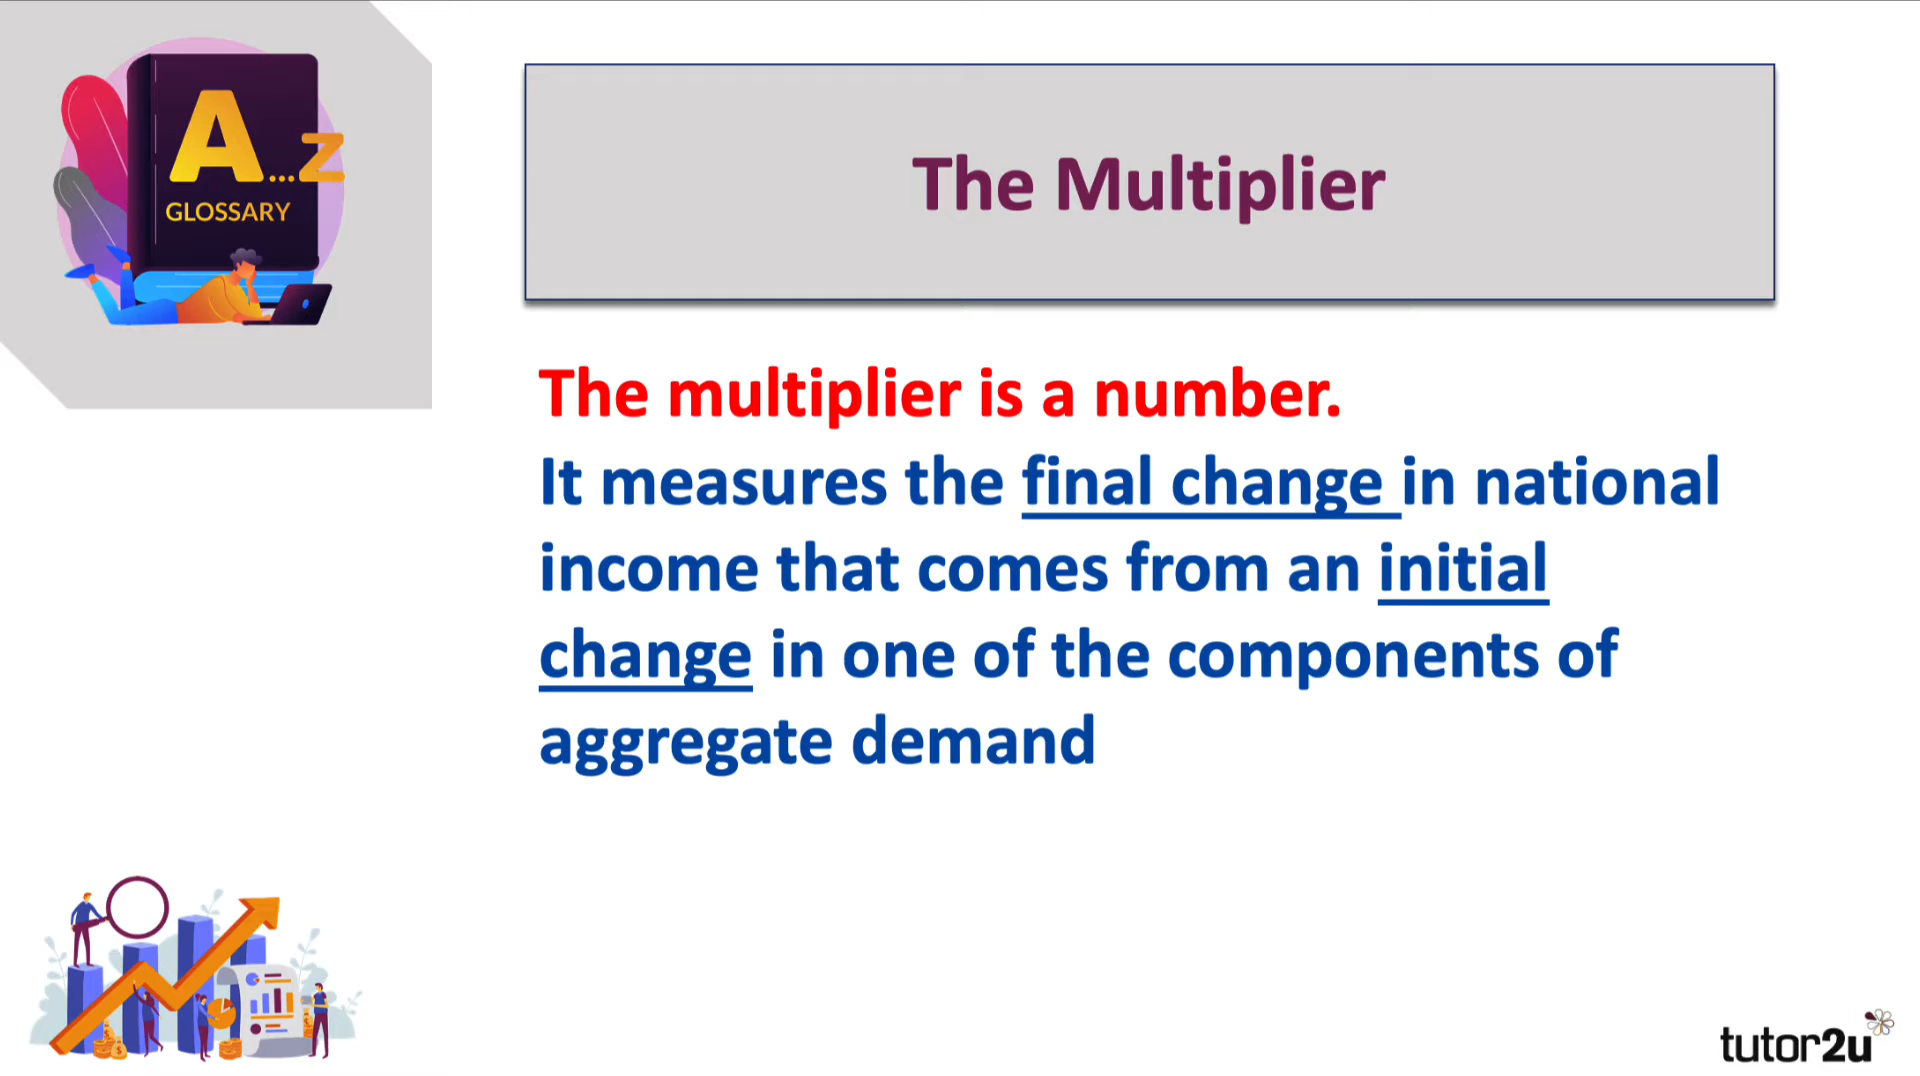 A...Z
GLOSSARY
The Multiplier
The multiplier is a number.
It measures the final change in national
income that comes from an initial
change in one of the components of
aggregate demand
tutor2u